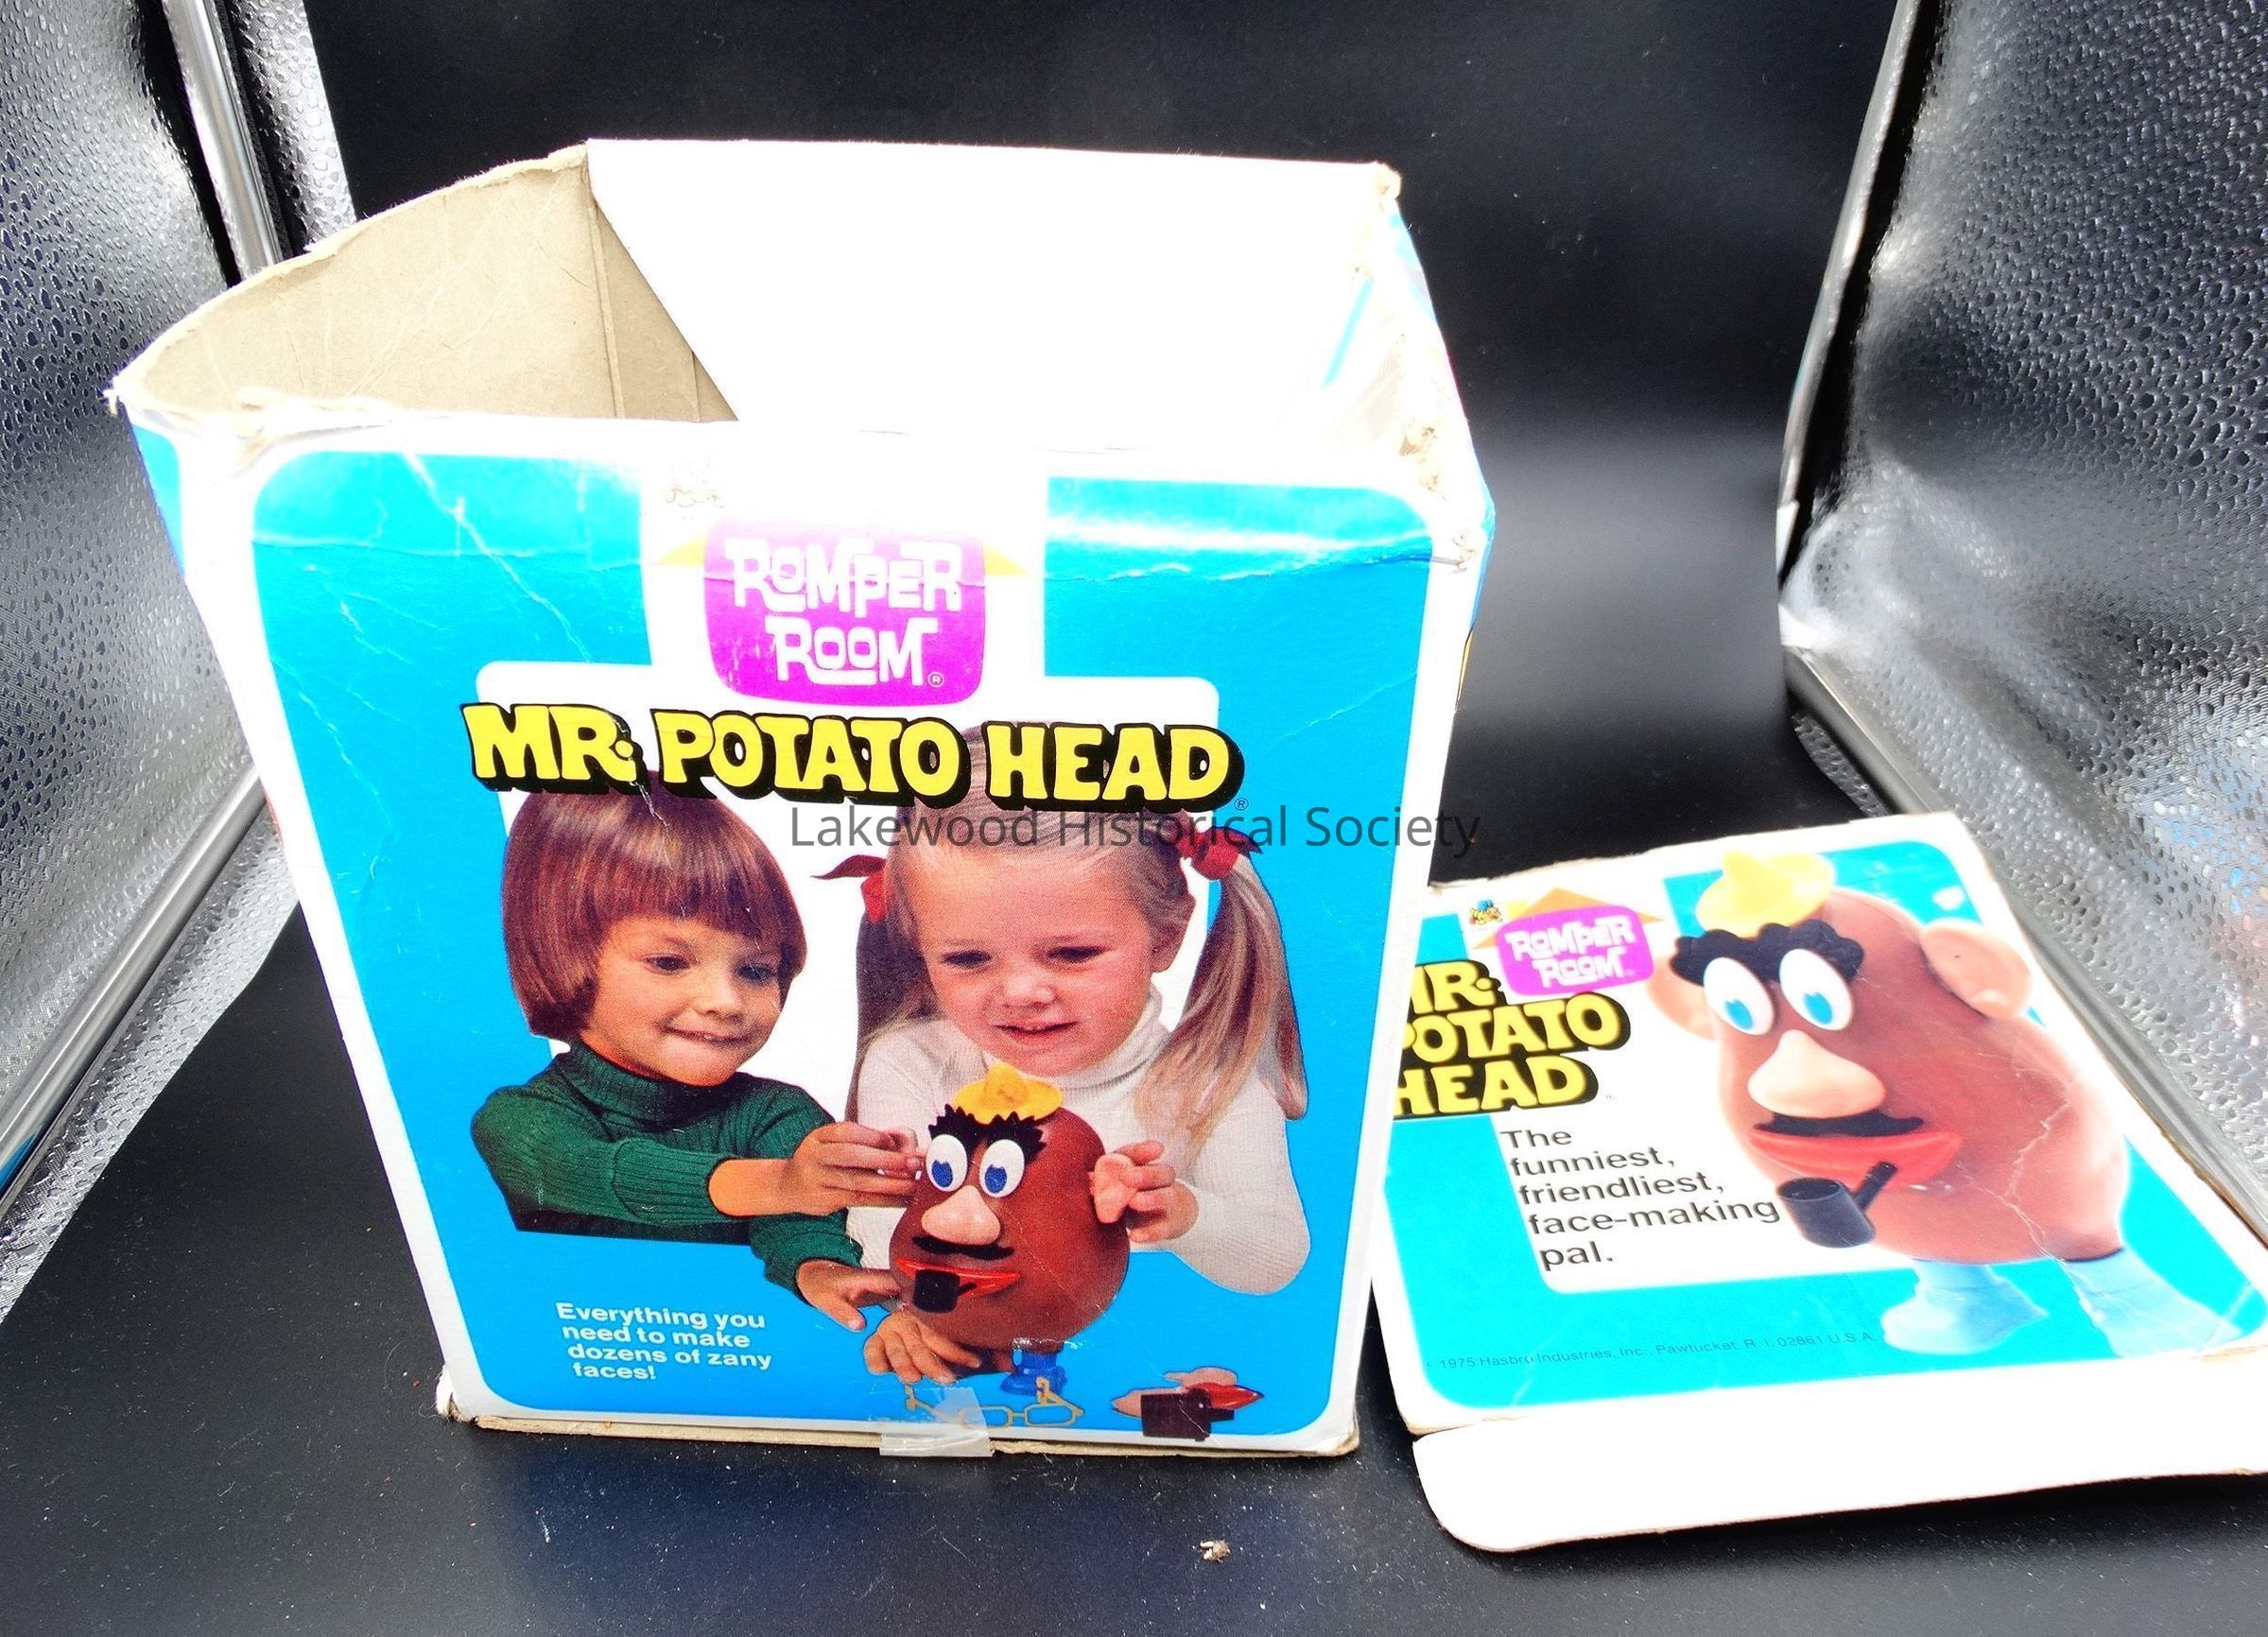 ROMPER
ROOM®
MR. POTATO HEAD®
Lakewood Historical Society
Everything you
need to make
dozens of zany
faces!
ROMPER
ROOM
MR.
POTATO
HEAD
The
funniest,
friendliest,
face-making
pal.
© 1975 Hasbro Industries, Inc., Pawtucket, R. I. 02861 U.S.A.